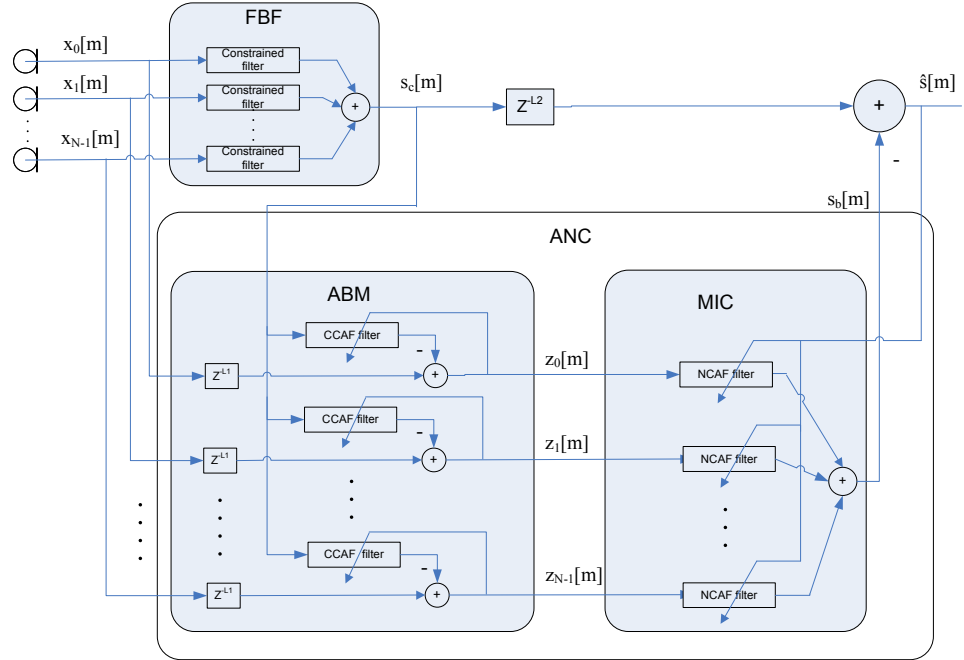 FBF
x0[m]
Constrained filter
x1[m]
Constrained filter
xN-1[m]
Constrained filter
+
sc[m]
Z-L2
+
ŝ[m]
-
sb[m]
ANC
ABM
MIC
CCAF filter
-
Z-L1
+
z0[m]
NCAF filter
CCAF filter
-
Z-L1
+
z1[m]
NCAF filter
+
CCAF filter
-
Z-L1
+
zN-1[m]
NCAF filter